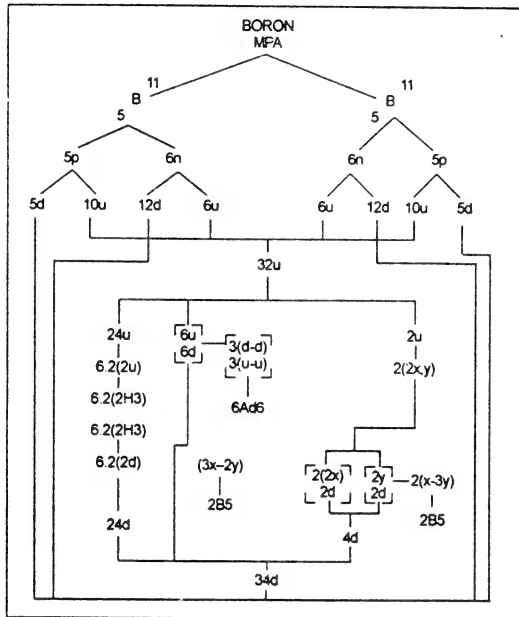 BORON
MPA
11 11
B B
5 5
5p 6n 6n 5p
5d 10u 12d 6u 6u 12d 10u 5d
32u
24u 6u 2u
6.2(2u) 6d 3(d-d) 2(2x,y)
6.2(2H3) 3(u-u)
6Ad6
6.2(2H3)
6.2(2d) (3x-2y) 2(2x) 2y 2(x-3y)
2d 2d
2B5 2B5
24d 4d
34d